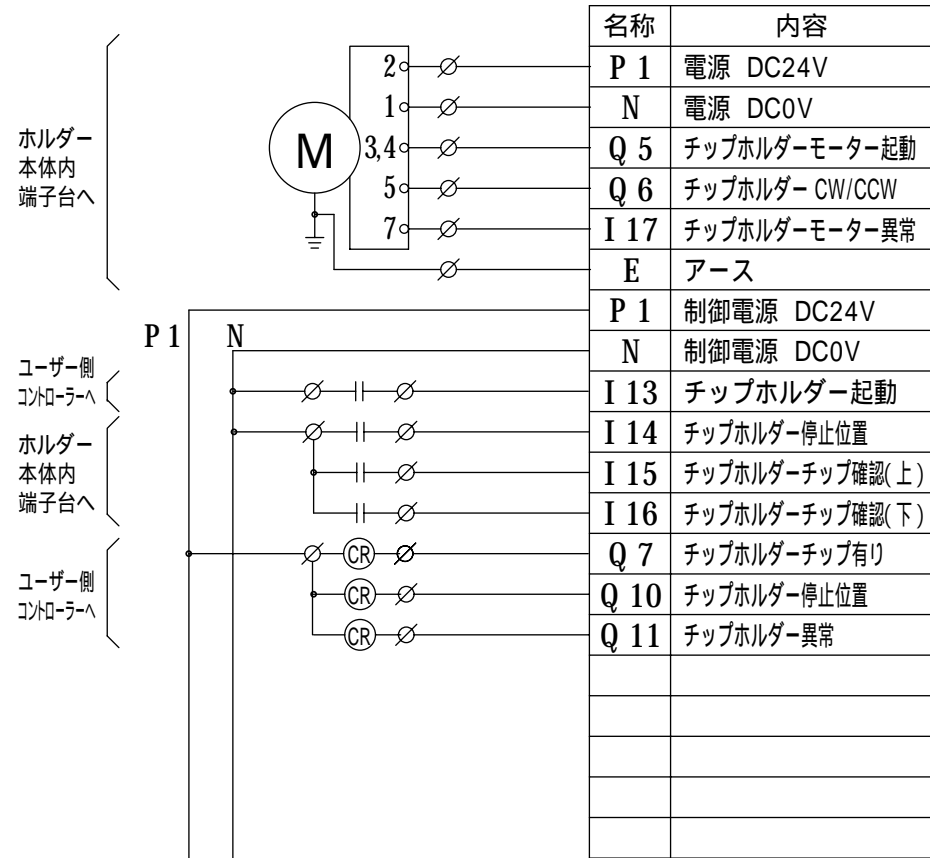 名称 内容
2 P 1 電源 DC24V
1 N 電源 DC0V
ホルダー
本体内
端子台へ
M
3,4 Q 5 チップホルダーモーター起動
5 Q 6 チップホルダー CW/CCW
7 I 17 チップホルダーモーター異常
E アース
P 1 制御電源 DC24V
P 1 N
N 制御電源 DC0V
ユーザー側
コントローラーへ
I 13 チップホルダー起動
ホルダー
本体内
端子台へ
I 14 チップホルダー停止位置
I 15 チップホルダーチップ確認(上)
I 16 チップホルダーチップ確認(下)
ユーザー側
コントローラーへ
CR Q 7 チップホルダーチップ有り
CR Q 10 チップホルダー停止位置
CR Q 11 チップホルダー異常